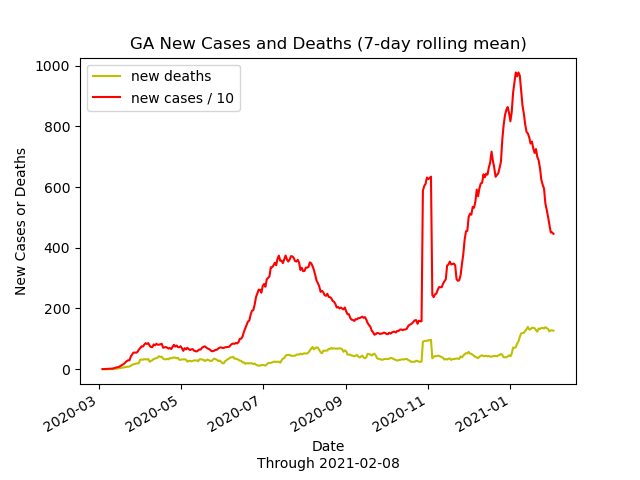 GA New Cases and Deaths (7-day rolling mean)
new deaths
new cases / 10
New Cases or Deaths
1000
800
600
400
200
0
2020-03
2020-05
2020-07
2020-09
2020-11
2021-01
Date
Through 2021-02-08